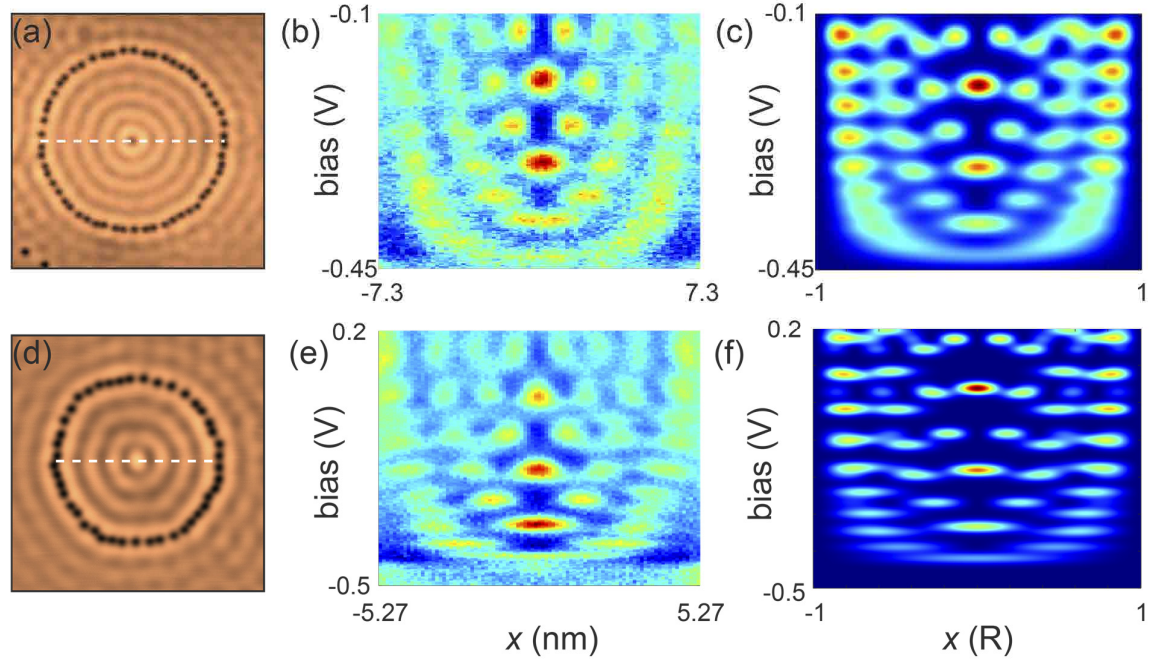 (a)
(b)
(c)
-0.1
-0.1
bias (V)
bias (V)
-0.45
-0.45
-7.3
7.3
-1
1
(d)
(e)
(f)
0.2
0.2
bias (V)
bias (V)
-0.5
-0.5
-5.27
5.27
-1
1
x (nm)
x (R)